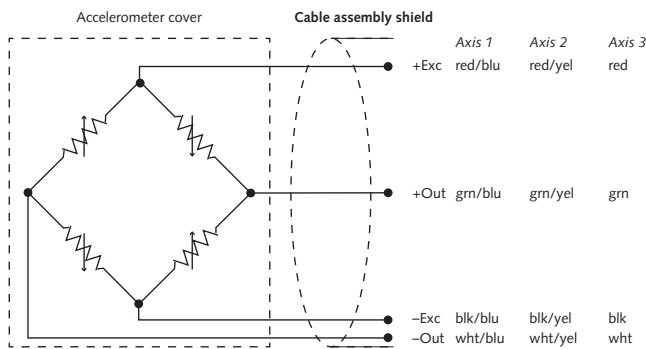 Accelerometer cover Cable assembly shield
Axis 1 Axis 2 Axis 3
+Exc red/blu red/yel red
+Out grn/blu grn/yel grn
–Exc blk/blu blk/yel blk
–Out wht/blu wht/yel wht